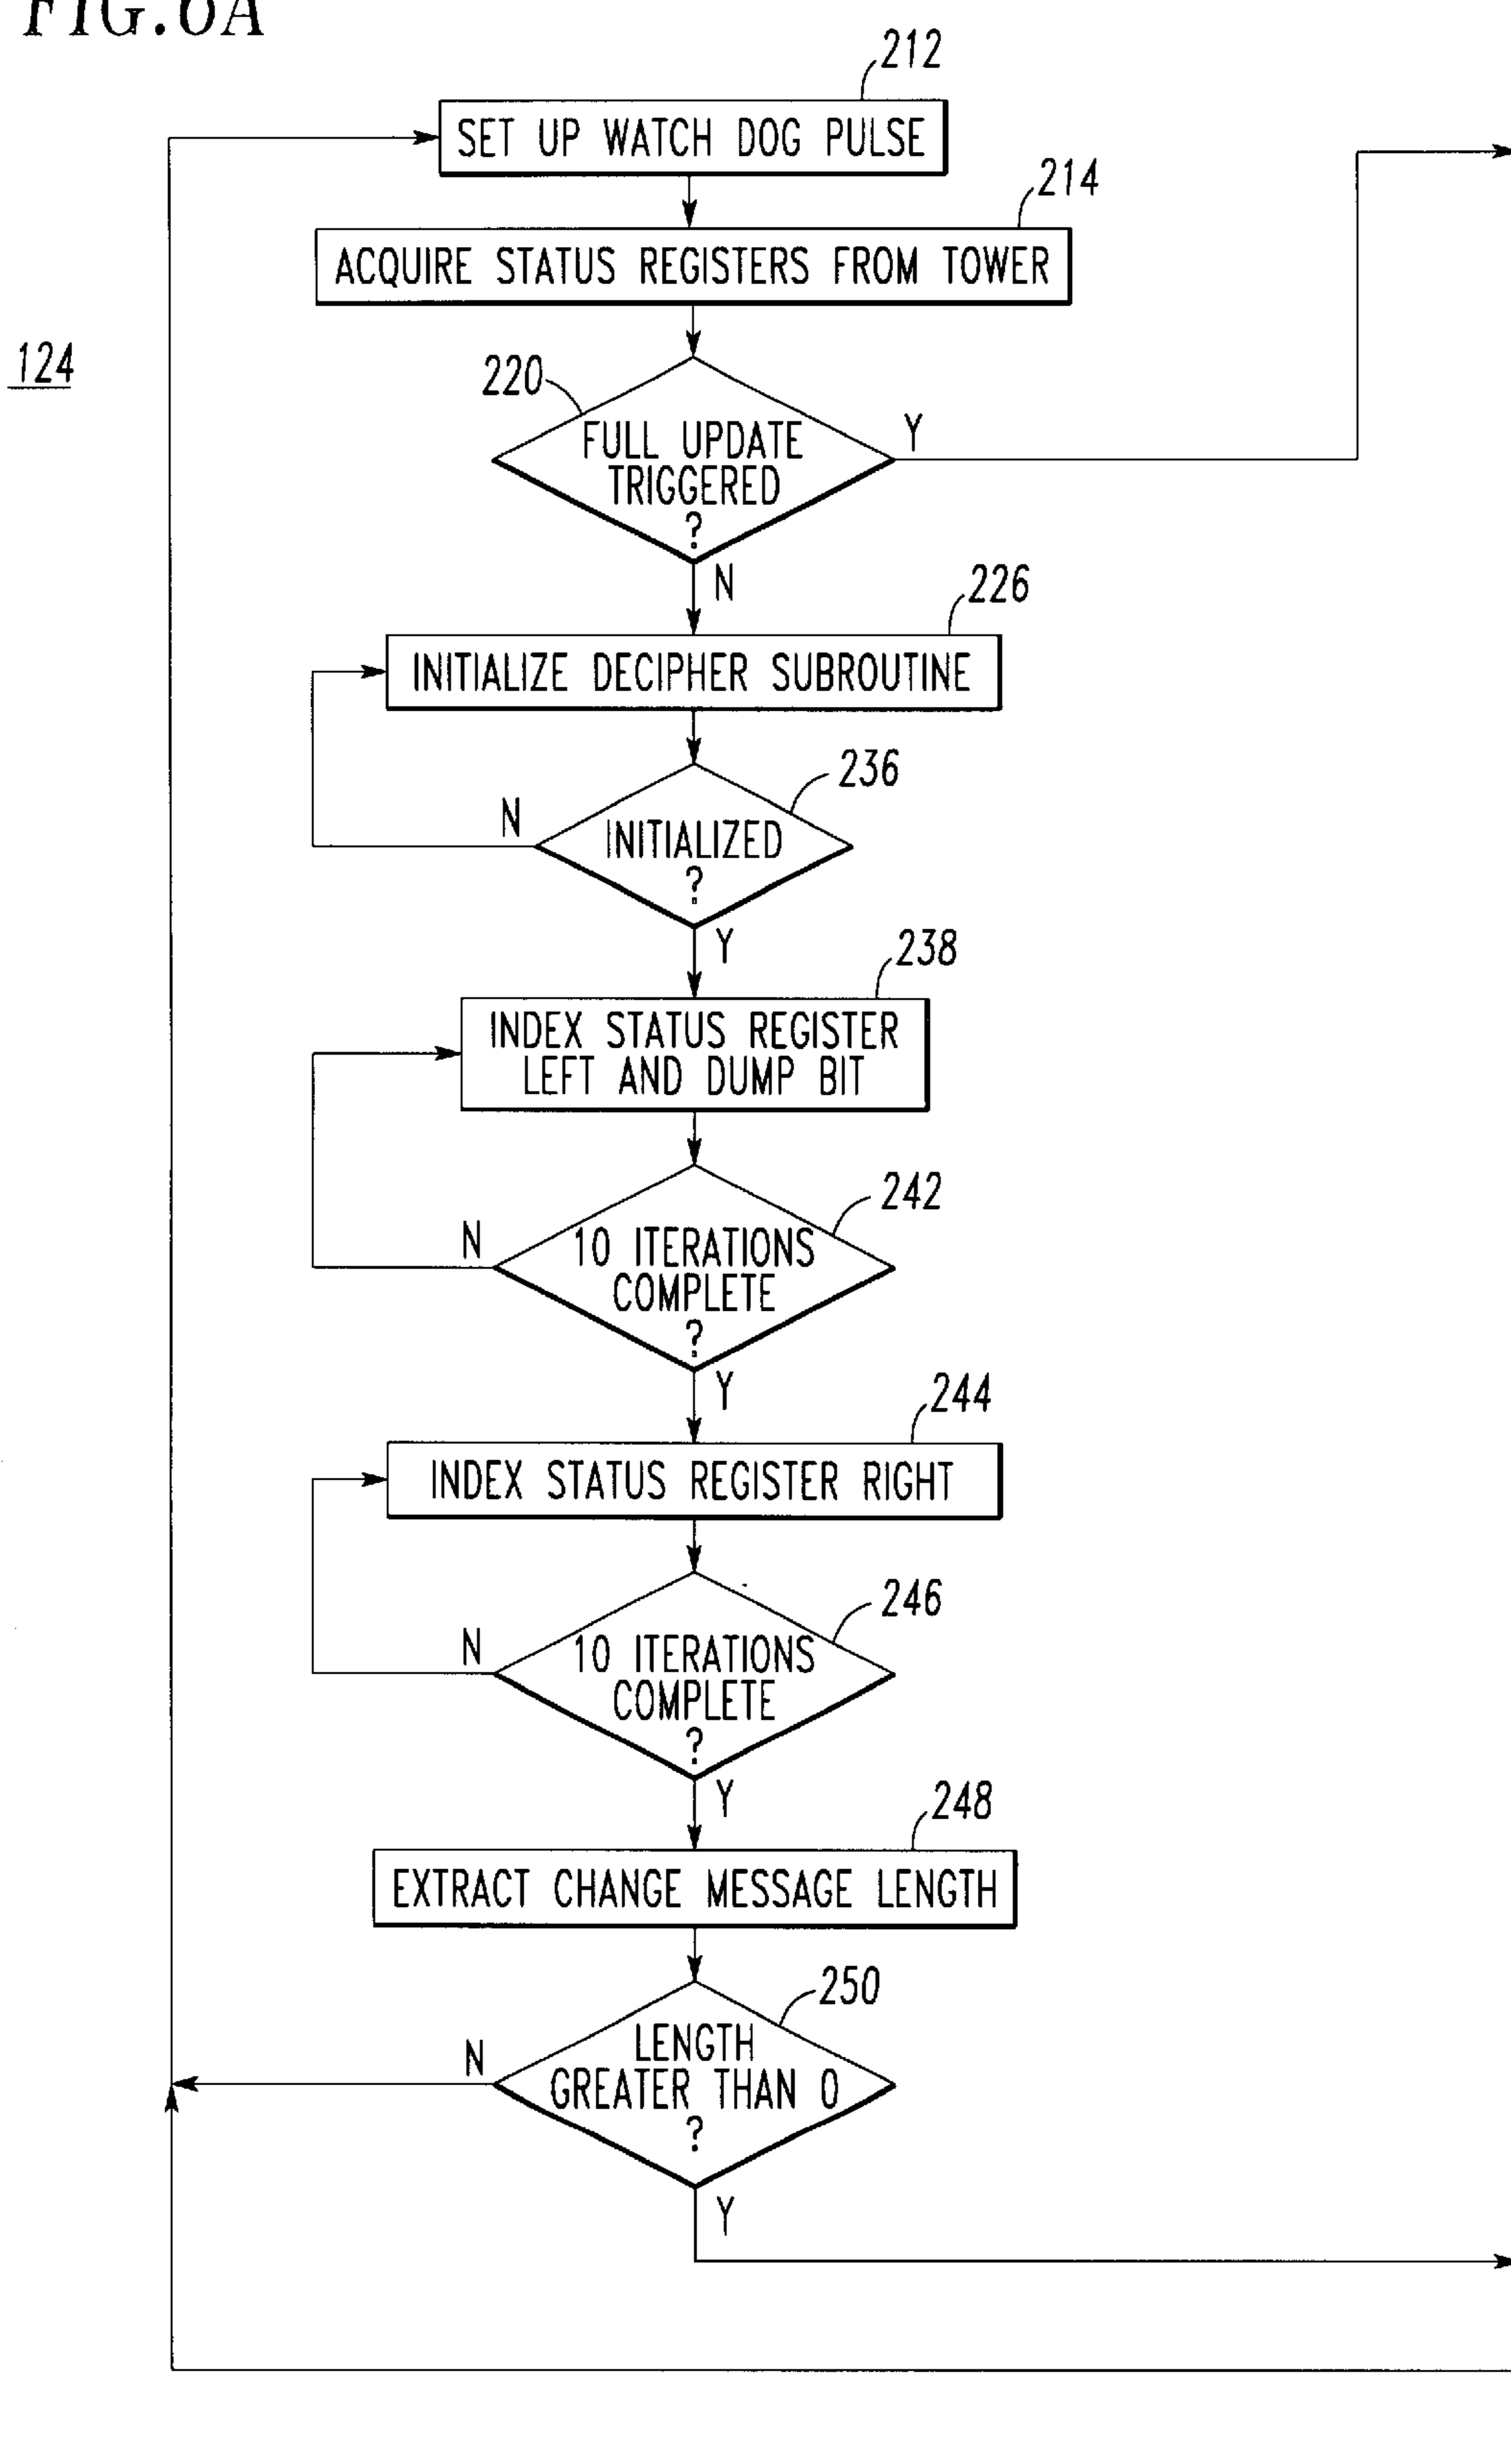 FIG.6A
212
SET UP WATCH DOG PULSE
214
ACQUIRE STATUS REGISTERS FROM TOWER
124
220
FULL UPDATE
TRIGGERED
?
Y
N
226
INITIALIZE DECIPHER SUBROUTINE
236
N
INITIALIZED
?
Y
238
INDEX STATUS REGISTER
LEFT AND DUMP BIT
242
N
10 ITERATIONS
COMPLETE
?
Y
244
INDEX STATUS REGISTER RIGHT
246
N
10 ITERATIONS
COMPLETE
?
Y
248
EXTRACT CHANGE MESSAGE LENGTH
250
N
LENGTH
GREATER THAN 0
?
Y